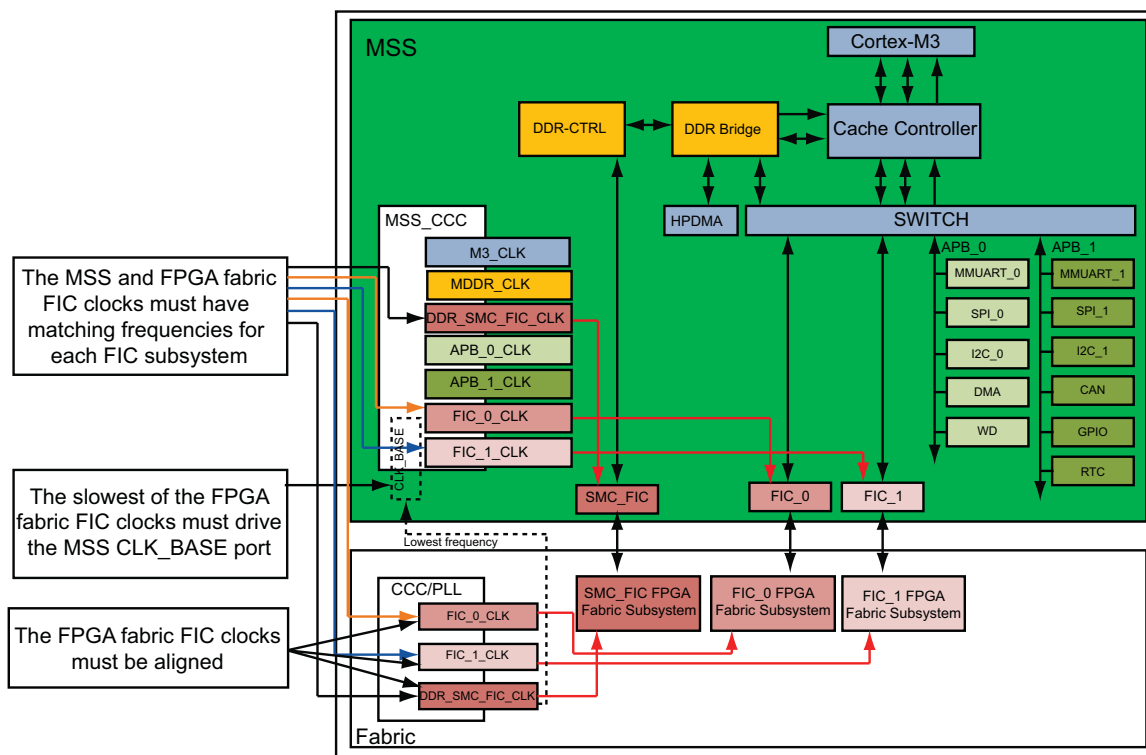 MSS
Cortex-M3
DDR-CTRL
DDR Bridge
Cache Controller
HPDMA
SWITCH
MSS_CCC
M3_CLK
MDDR_CLK
DDR_SMC_FIC_CLK
APB_0_CLK
APB_1_CLK
FIC_0_CLK
FIC_1_CLK
CLK_BASE
APB_0
MMUART_0
SPI_0
I2C_0
DMA
WD
APB_1
MMUART_1
SPI_1
I2C_1
CAN
GPIO
RTC
The MSS and FPGA fabric
FIC clocks must have
matching frequencies for
each FIC subsystem
The slowest of the FPGA
fabric FIC clocks must drive
the MSS CLK_BASE port
The FPGA fabric FIC clocks
must be aligned
SMC_FIC
FIC_0
FIC_1
Lowest frequency
CCC/PLL
FIC_0_CLK
FIC_1_CLK
DDR_SMC_FIC_CLK
SMC_FIC FPGA
Fabric Subsystem
FIC_0 FPGA
Fabric Subsystem
FIC_1 FPGA
Fabric Subsystem
Fabric